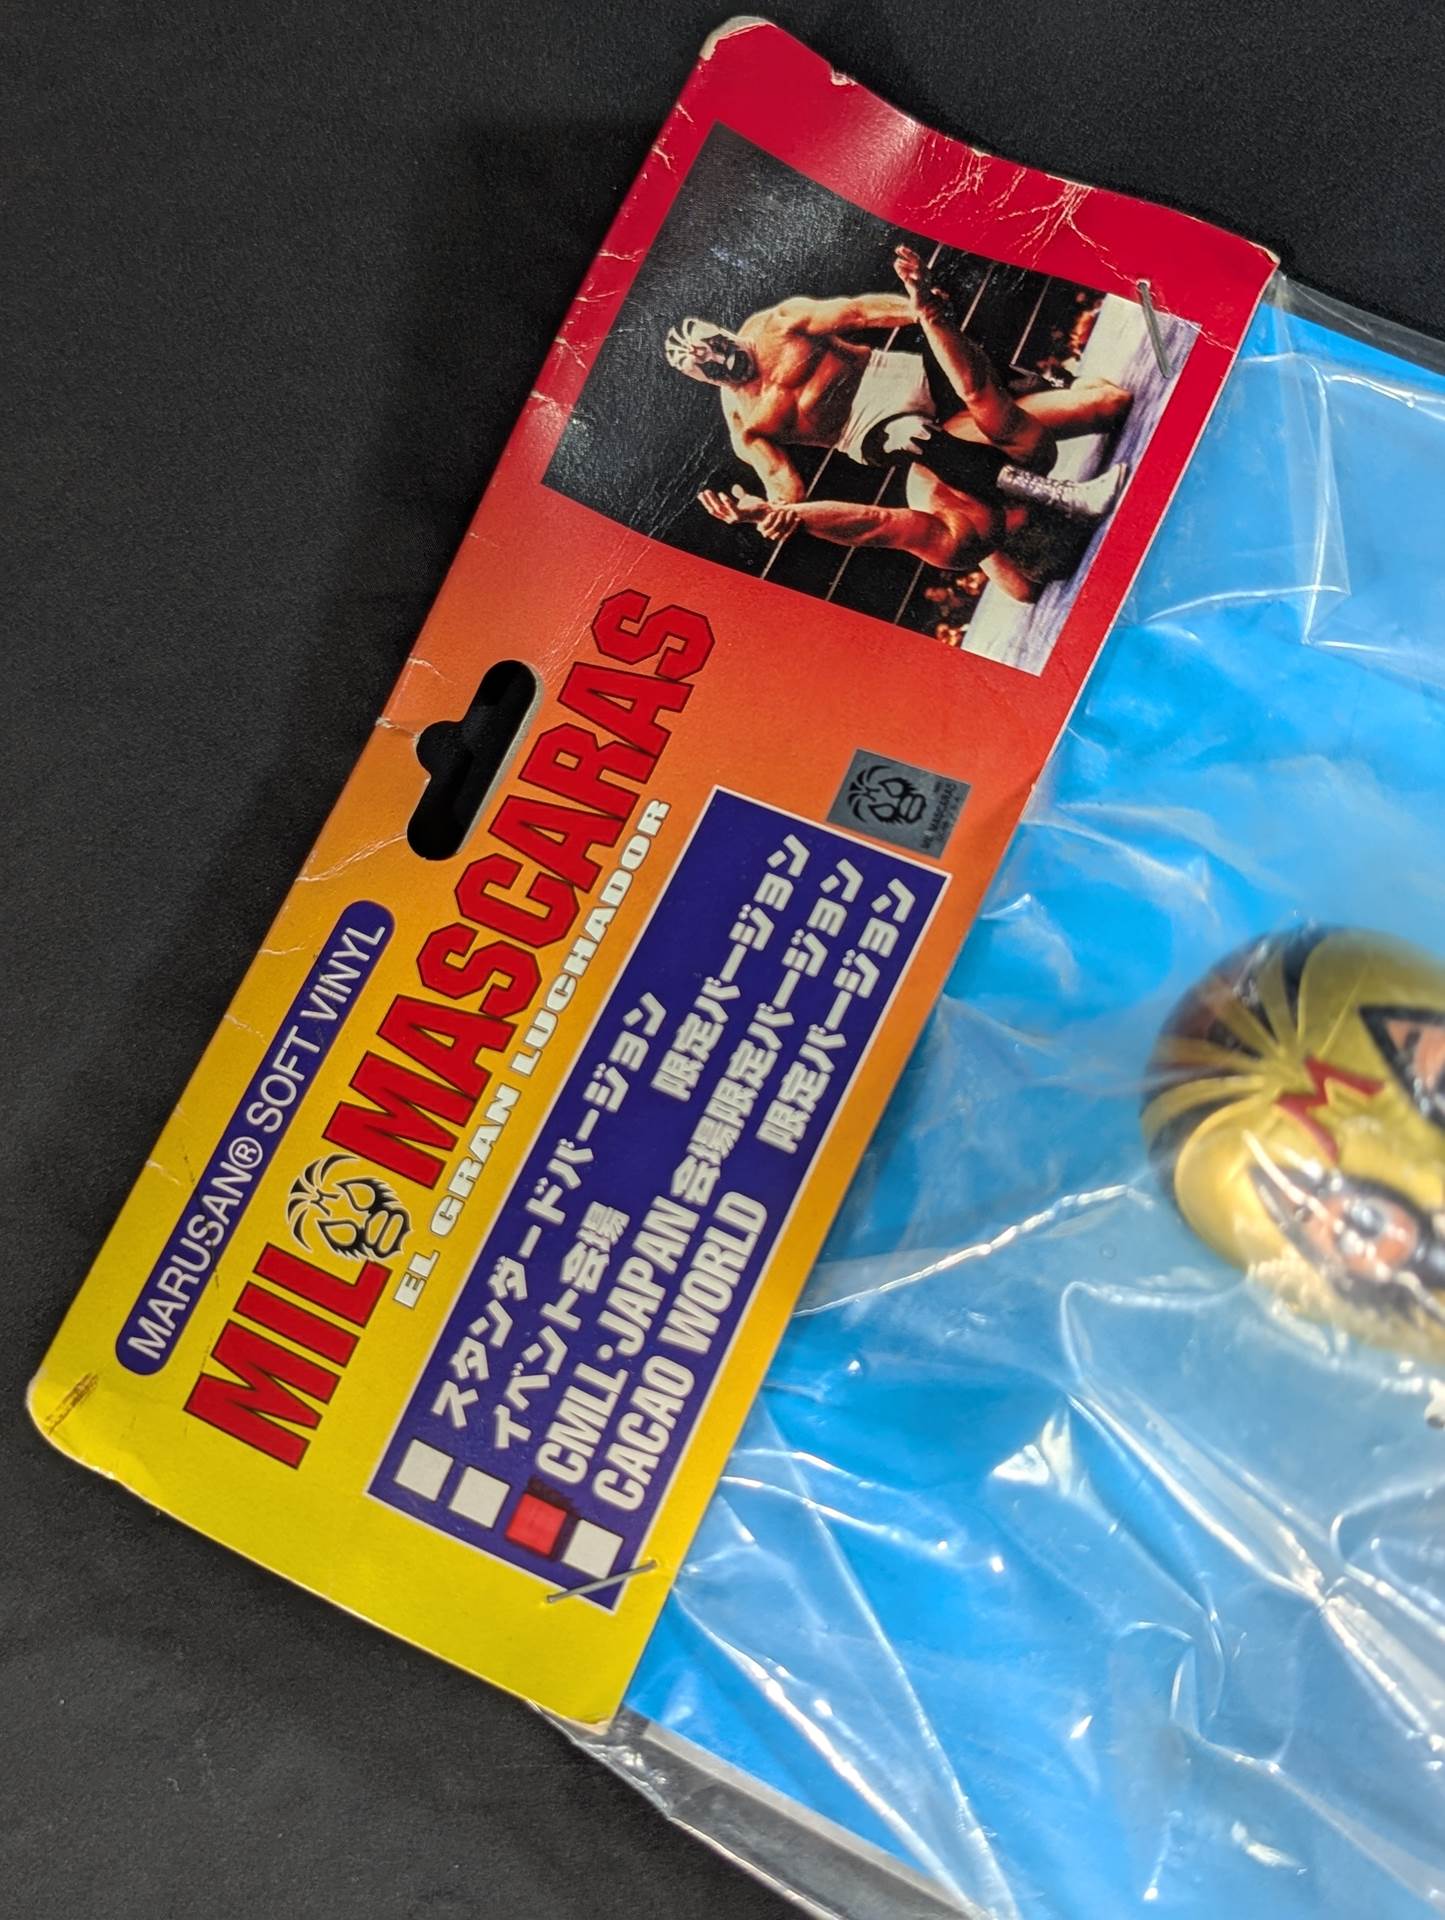 MARUSAN® SOFT VINYL
MIL MASCARAS
EL GRAN LUCHADOR
スタンダードバージョン
イベント会場 限定バージョン
CMLL・JAPAN 会場限定バージョン
CACAO WORLD 限定バージョン
MIL MASCARAS
M